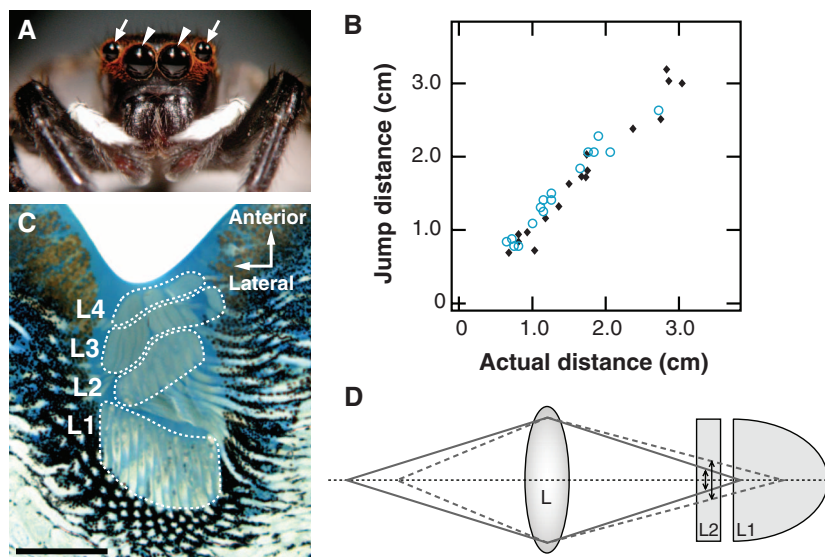 A
B
Jump distance (cm)
3.0
2.0
1.0
0
0 1.0 2.0 3.0
Actual distance (cm)
C
Anterior
Lateral
L4
L3
L2
L1
D
L
L2 L1